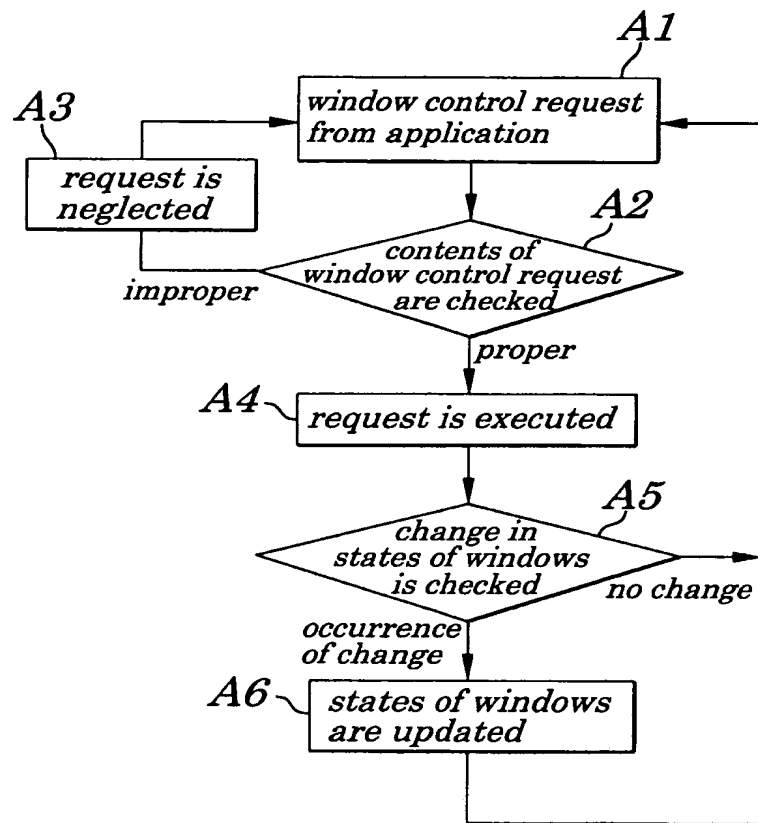 A1
window control request
from application
A3
request is
neglected
A2
contents of
window control request
are checked
improper
proper
A4
request is executed
A5
change in
states of windows
is checked
no change
occurrence
of change
A6
states of windows
are updated